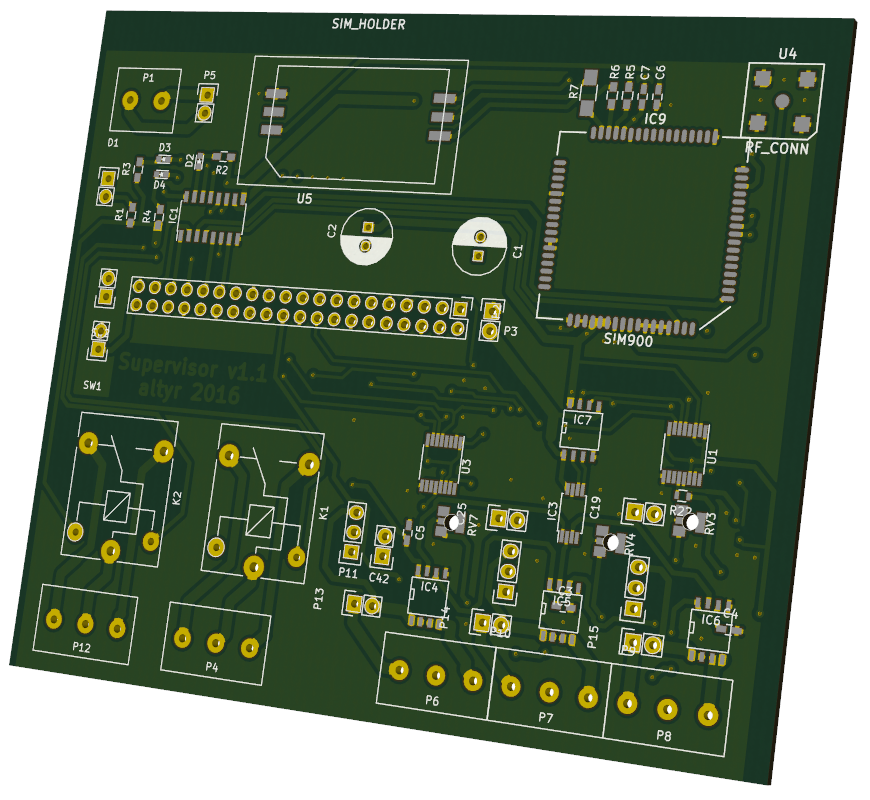 SIM_HOLDER
U4
P1
P5
R7
R6
R5
C7
C6
IC9
RF_CONN
D1
D3
D2
R2
R3
D4
U5
R1
R4
IC1
C2
C1
P3
SIM900
Supervisor v1.1
altyr 2016
SW1
IC7
U3
U1
K2
K1
C5
RV7
IC3
C19
R22
RV3
RV4
P11
C42
IC4
P13
P14
IC5
P15
IC6
C4
P12
P4
P6
P7
P8